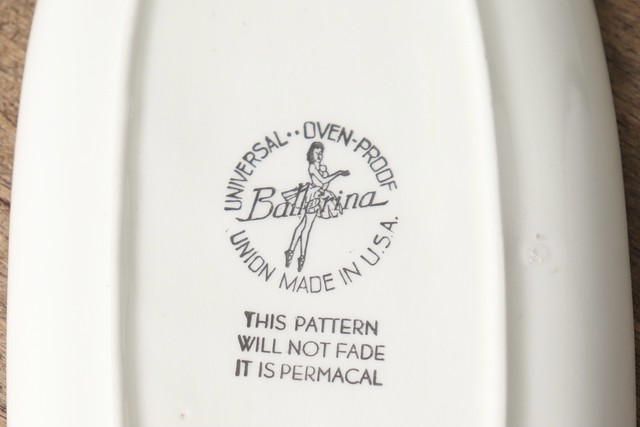 UNIVERSAL··OVEN-PROOF
Ballerina
UNION MADE IN U.S.A.
THIS PATTERN
WILL NOT FADE
IT IS PERMACAL